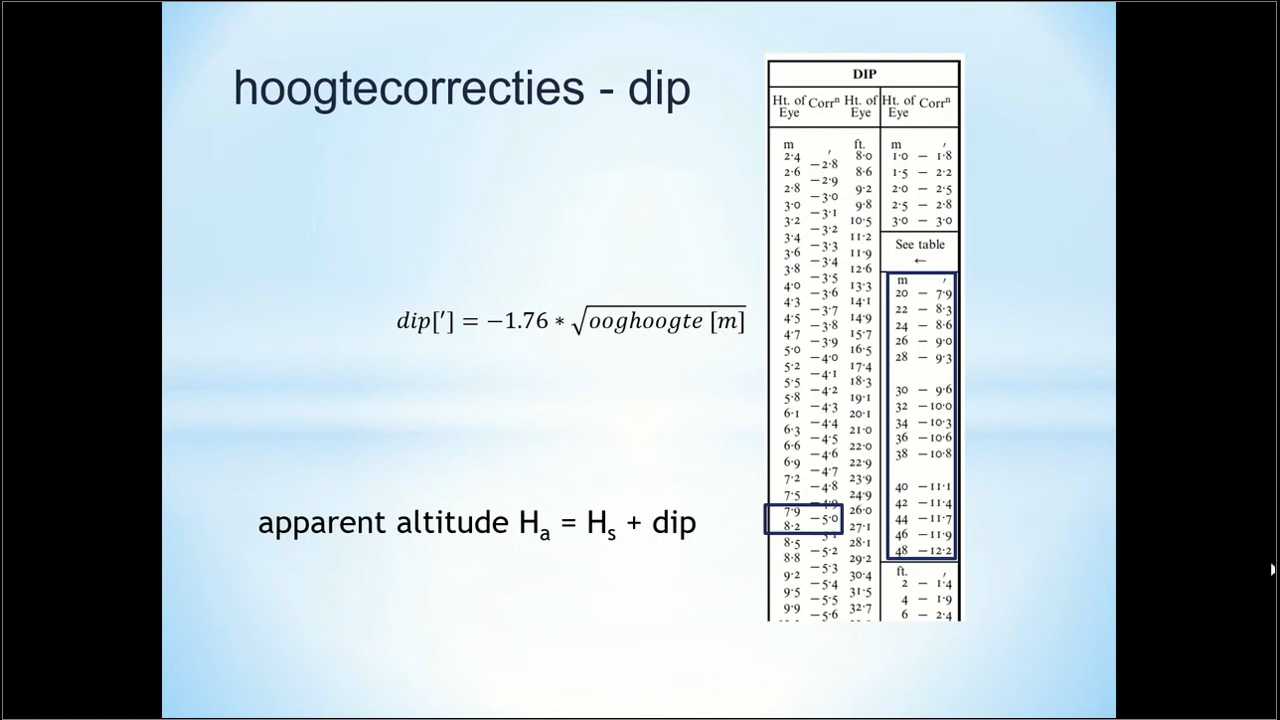 hoogtecorrecties - dip
dip['] = −1.76 ∗ √ooghoogte [m]
apparent altitude Ha = Hs + dip
DIP
Ht. of Corrⁿ Ht. of
Eye Eye
m ′ ft.
2·4 8·0
−2·8
2·6 8·6
−2·9
2·8 9·2
−3·0
3·0 9·8
−3·1
3·2 10·5
−3·2
3·4 11·2
−3·3
3·6 11·9
−3·4
3·8 12·6
−3·5
4·0 13·3
−3·6
4·3 14·1
−3·7
4·5 14·9
−3·8
4·7 15·7
−3·9
5·0 16·5
−4·0
5·2 17·4
−4·1
5·5 18·3
−4·2
5·8 19·1
−4·3
6·1 20·1
−4·4
6·3 21·0
−4·5
6·6 22·0
−4·6
6·9 22·9
−4·7
7·2 23·9
−4·8
7·5 24·9
−4·9
7·9 26·0
−5·0
8·2 27·1
−5·1
8·5 28·1
−5·2
8·8 29·2
−5·3
9·2 30·4
−5·4
9·5 31·5
−5·5
9·9 32·7
−5·6
Ht. of Corrⁿ
Eye
m ′
1·0 − 1·8
1·5 − 2·2
2·0 − 2·5
2·5 − 2·8
3·0 − 3·0
See table
←
m ′
20 − 7·9
22 − 8·3
24 − 8·6
26 − 9·0
28 − 9·3
30 − 9·6
32 −10·0
34 −10·3
36 −10·6
38 −10·8
40 −11·1
42 −11·4
44 −11·7
46 −11·9
48 −12·2
ft. ′
2 − 1·4
4 − 1·9
6 − 2·4